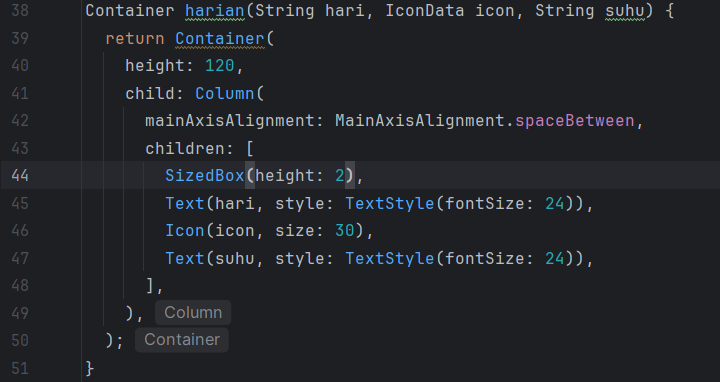 38 Container harian(String hari, IconData icon, String suhu) {
39 return Container(
40 height: 120,
41 child: Column(
42 mainAxisAlignment: MainAxisAlignment.spaceBetween,
43 children: [
44 SizedBox(height: 2),
45 Text(hari, style: TextStyle(fontSize: 24)),
46 Icon(icon, size: 30),
47 Text(suhu, style: TextStyle(fontSize: 24)),
48 ],
49 ), Column
50 ); Container
51 }